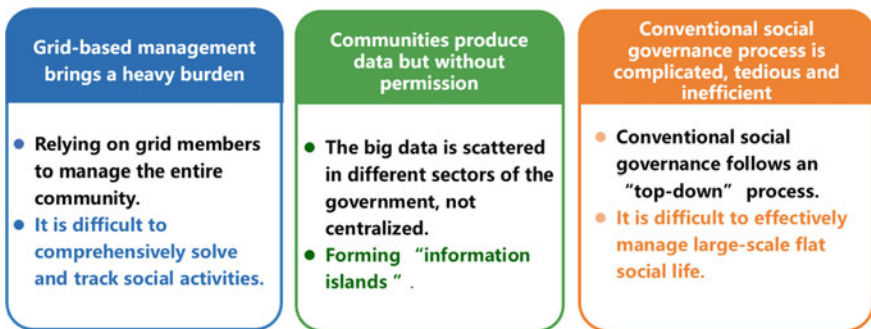 Grid-based management
brings a heavy burden
● Relying on grid members
to manage the entire
community.
● It is difficult to
comprehensively solve
and track social activities.
Communities produce
data but without
permission
● The big data is scattered
in different sectors of the
government, not
centralized.
● Forming “information
islands ”.
Conventional social
governance process is
complicated, tedious and
inefficient
● Conventional social
governance follows an
“top-down” process.
● It is difficult to effectively
manage large-scale flat
social life.